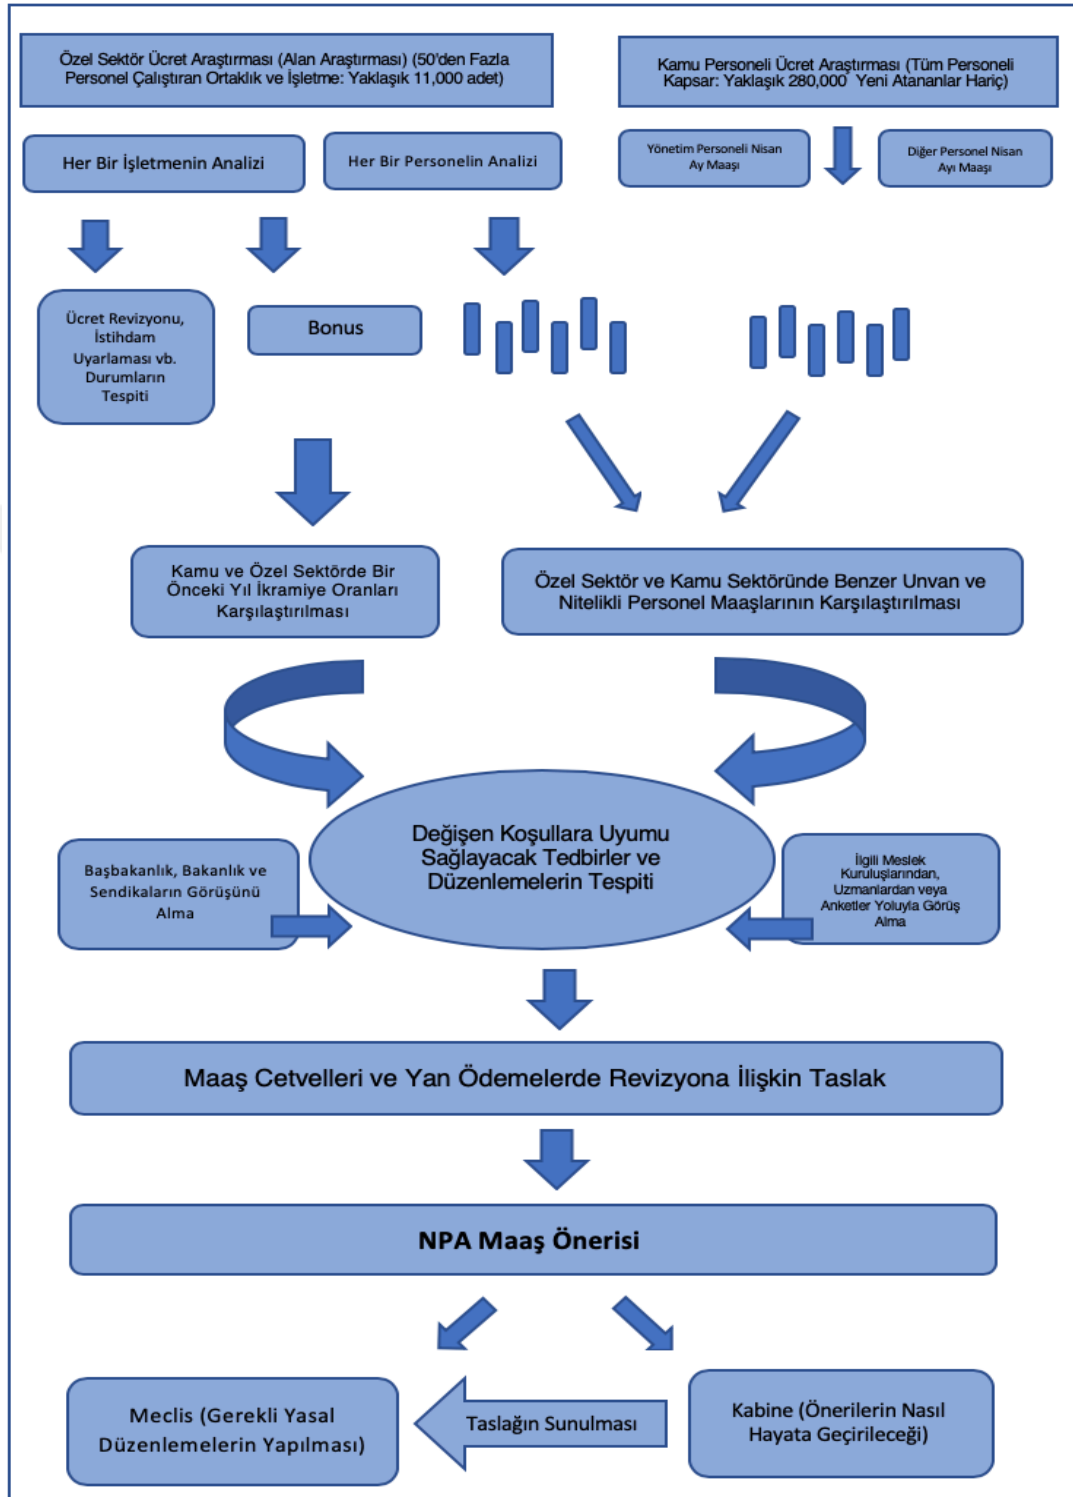 Özel Sektör Ücret Araştırması (Alan Araştırması) (50'den Fazla
Personel Çalıştıran Ortaklık ve İşletme: Yaklaşık 11,000 adet)
Kamu Personeli Ücret Araştırması (Tüm Personeli
Kapsar: Yaklaşık 280,000 Yeni Atananlar Hariç)
Her Bir İşletmenin Analizi
Her Bir Personelin Analizi
Yönetim Personeli Nisan
Ay Maaşı
Diğer Personel Nisan
Ayı Maaşı
Ücret Revizyonu,
İstihdam
Uyarlaması vb.
Durumların
Tespiti
Bonus
Kamu ve Özel Sektörde Bir
Önceki Yıl İkramiye Oranları
Karşılaştırılması
Özel Sektör ve Kamu Sektöründe Benzer Unvan ve
Nitelikli Personel Maaşlarının Karşılaştırılması
Değişen Koşullara Uyumu
Sağlayacak Tedbirler ve
Düzenlemelerin Tespiti
Başbakanlık, Bakanlık ve
Sendikaların Görüşünü
Alma
İlgili Meslek
Kuruluşlarından,
Uzmanlardan veya
Anketler Yoluyla Görüş
Alma
Maaş Cetvelleri ve Yan Ödemelerde Revizyona İlişkin Taslak
NPA Maaş Önerisi
Meclis (Gerekli Yasal
Düzenlemelerin Yapılması)
Taslağın Sunulması
Kabine (Önerilerin Nasıl
Hayata Geçirileceği)